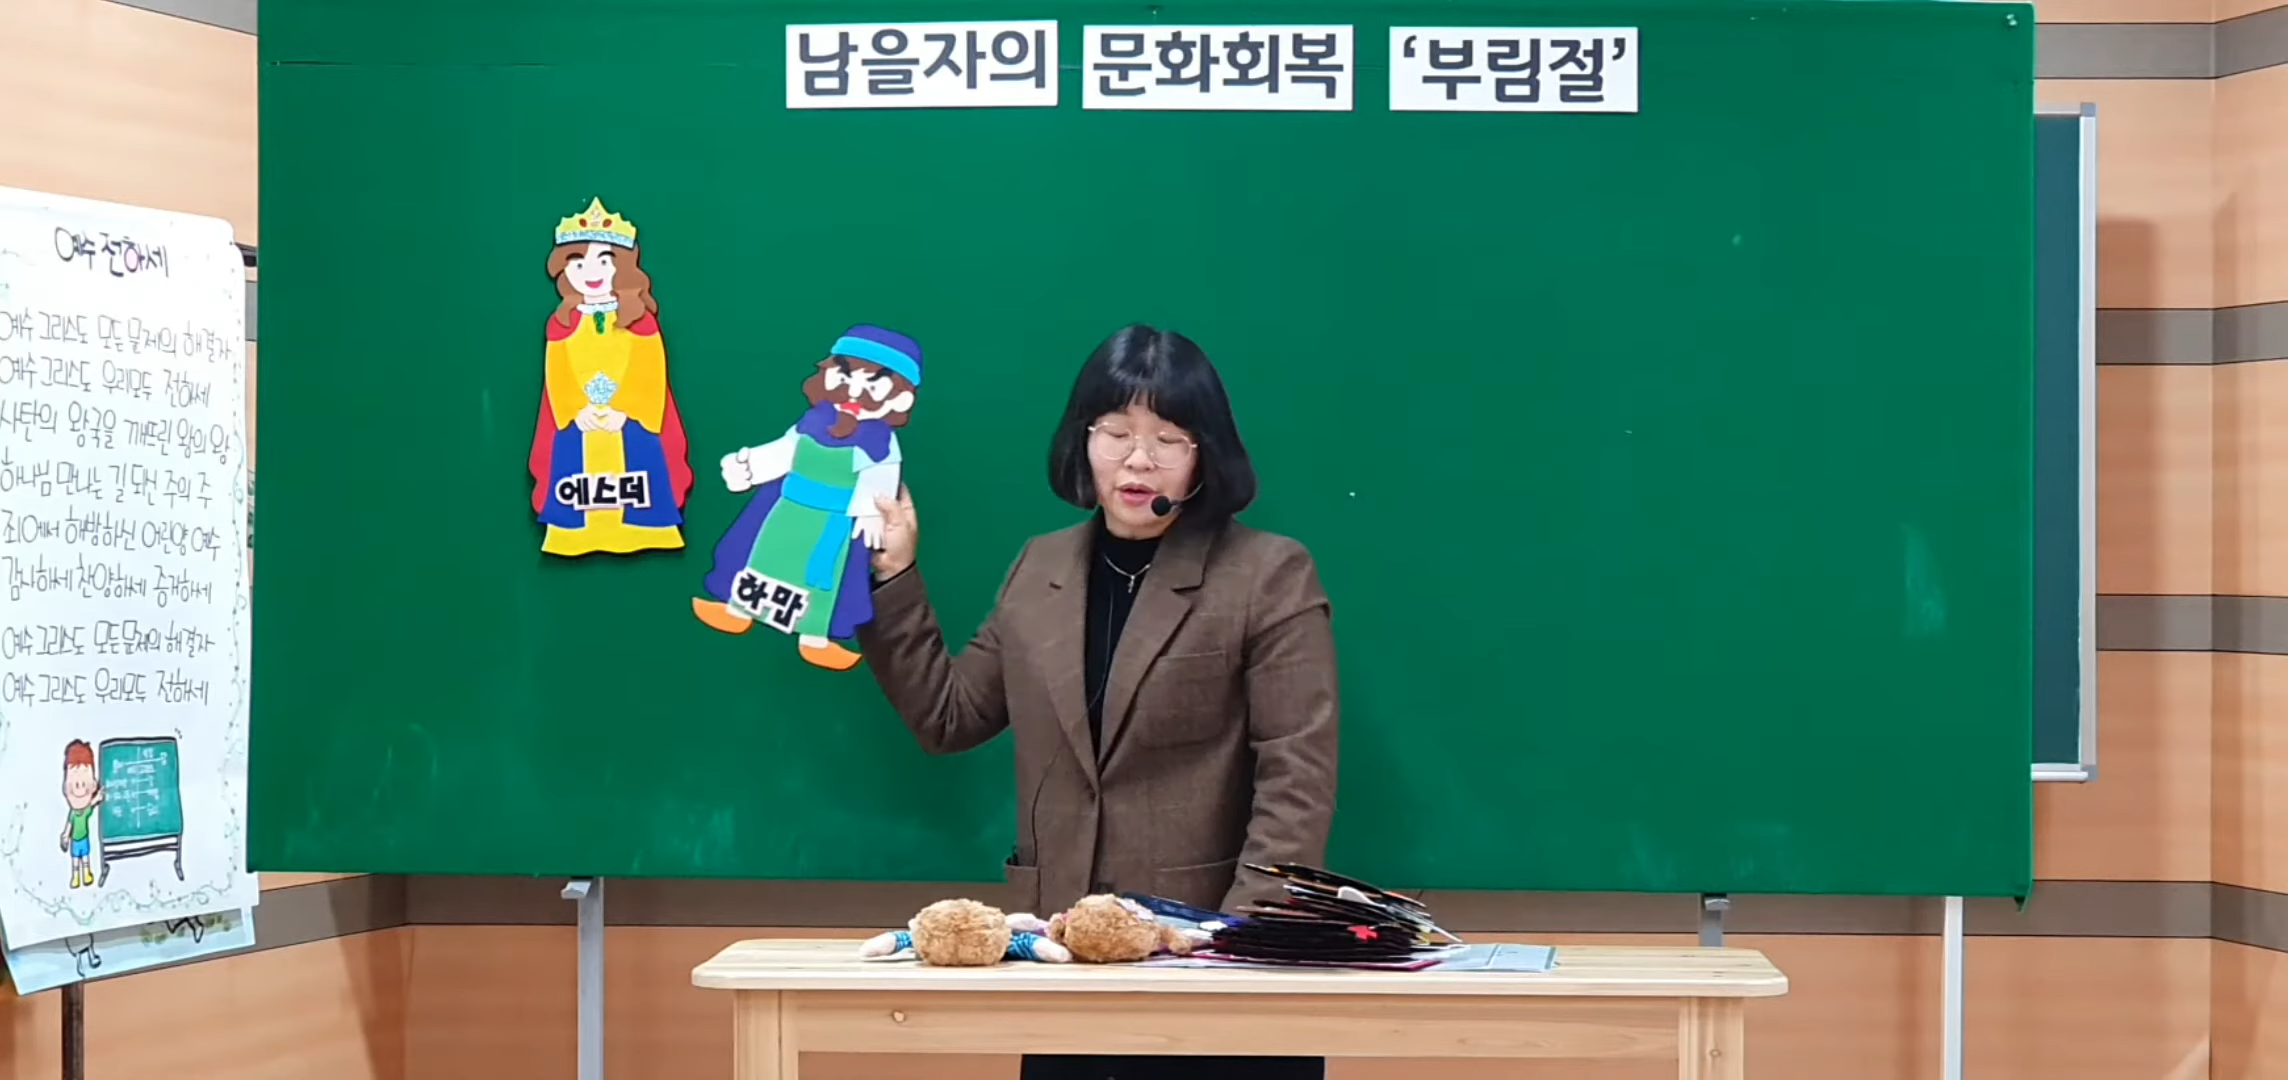 남을자의 문화회복 ‘부림절’
예수 전하세
예수 그리스도 모든 문제의 해결자
예수 그리스도 우리모두 전하세
사탄의 왕국을 깨뜨린 왕의 왕
하나님 만나는 길 되신 주의 주
죄에서 해방하신 어린양 예수
감사하세 찬양하세 증거하세
예수 그리스도 모든 문제의 해결자
예수 그리스도 우리모두 전하세
에스더
하만